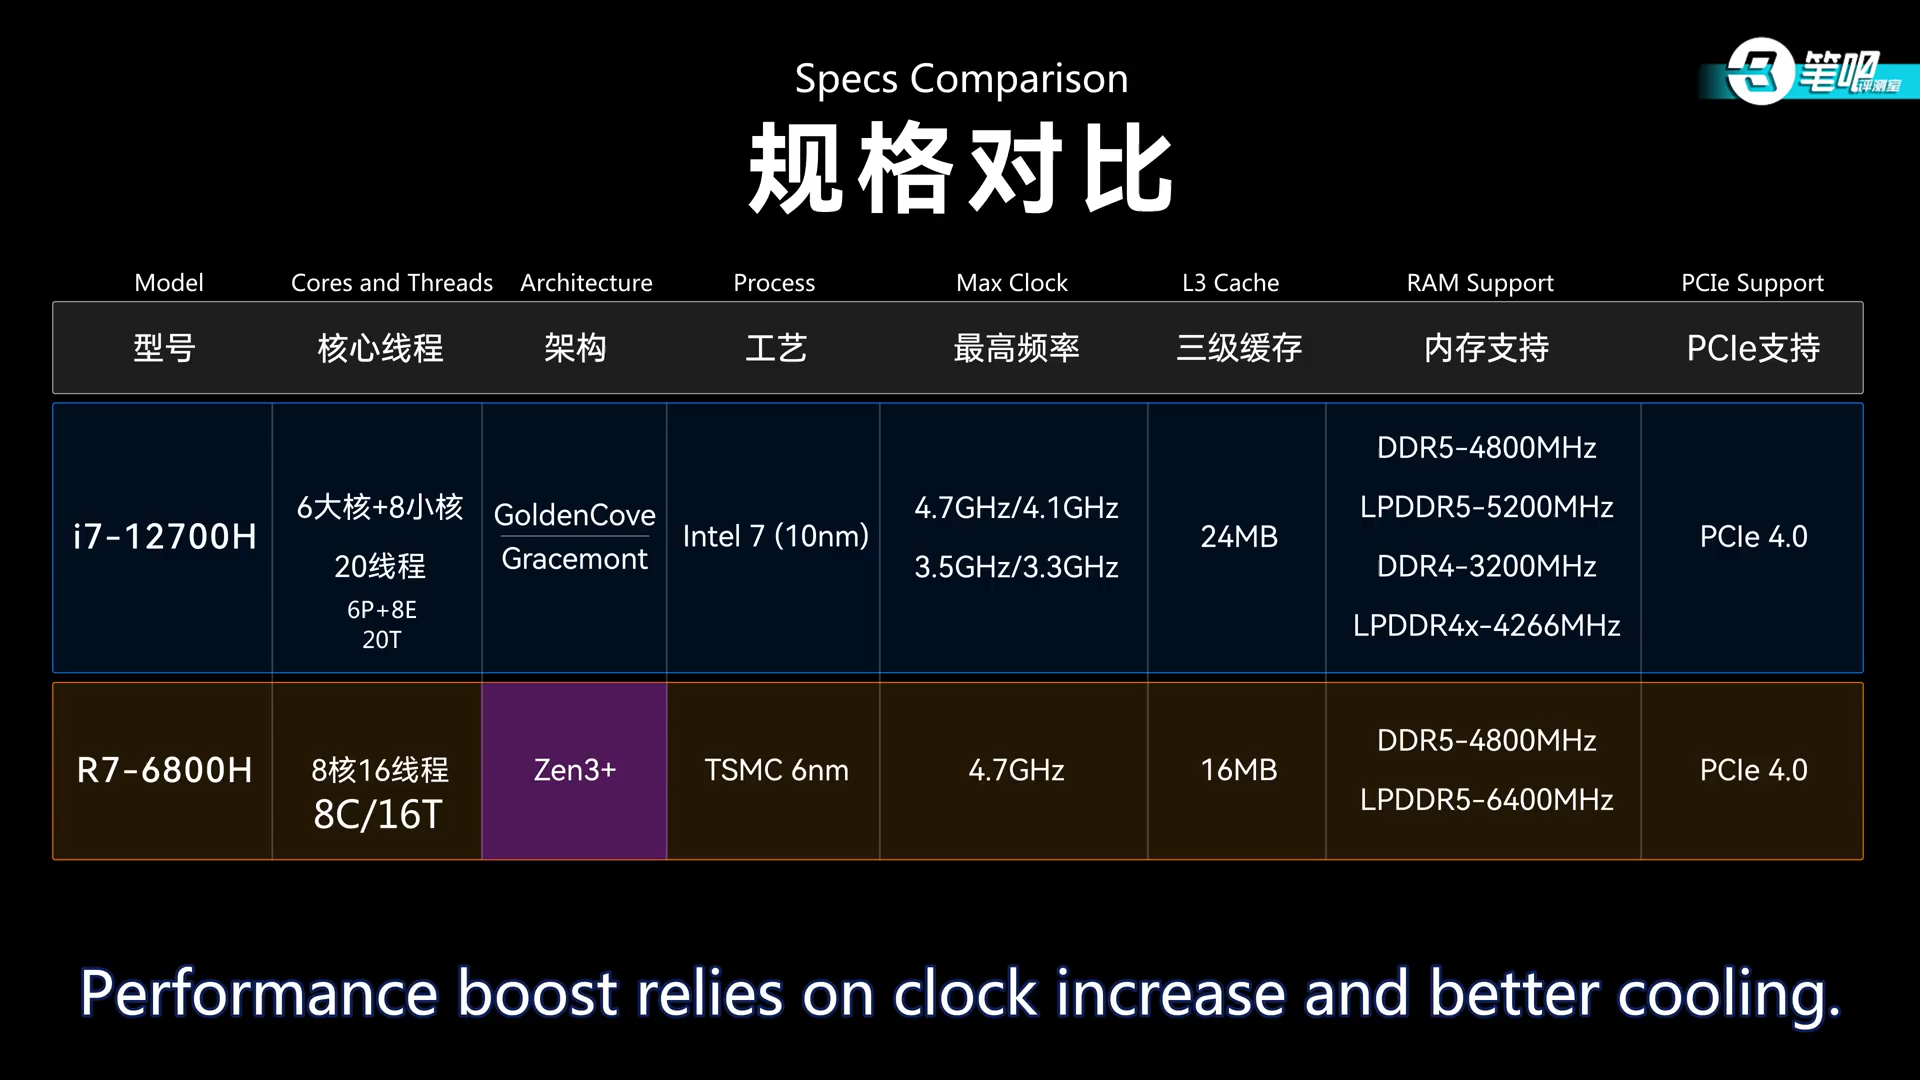 笔吧
评测室
Specs Comparison
规格对比
Model Cores and Threads Architecture Process Max Clock L3 Cache RAM Support PCIe Support
型号 核心线程 架构 工艺 最高频率 三级缓存 内存支持 PCIe支持
i7-12700H
6大核+8小核
20线程
6P+8E
20T
GoldenCove
Gracemont
Intel 7 (10nm)
4.7GHz/4.1GHz
3.5GHz/3.3GHz
24MB
DDR5-4800MHz
LPDDR5-5200MHz
DDR4-3200MHz
LPDDR4x-4266MHz
PCIe 4.0
R7-6800H
8核16线程
8C/16T
Zen3+
TSMC 6nm
4.7GHz
16MB
DDR5-4800MHz
LPDDR5-6400MHz
PCIe 4.0
Performance boost relies on clock increase and better cooling.